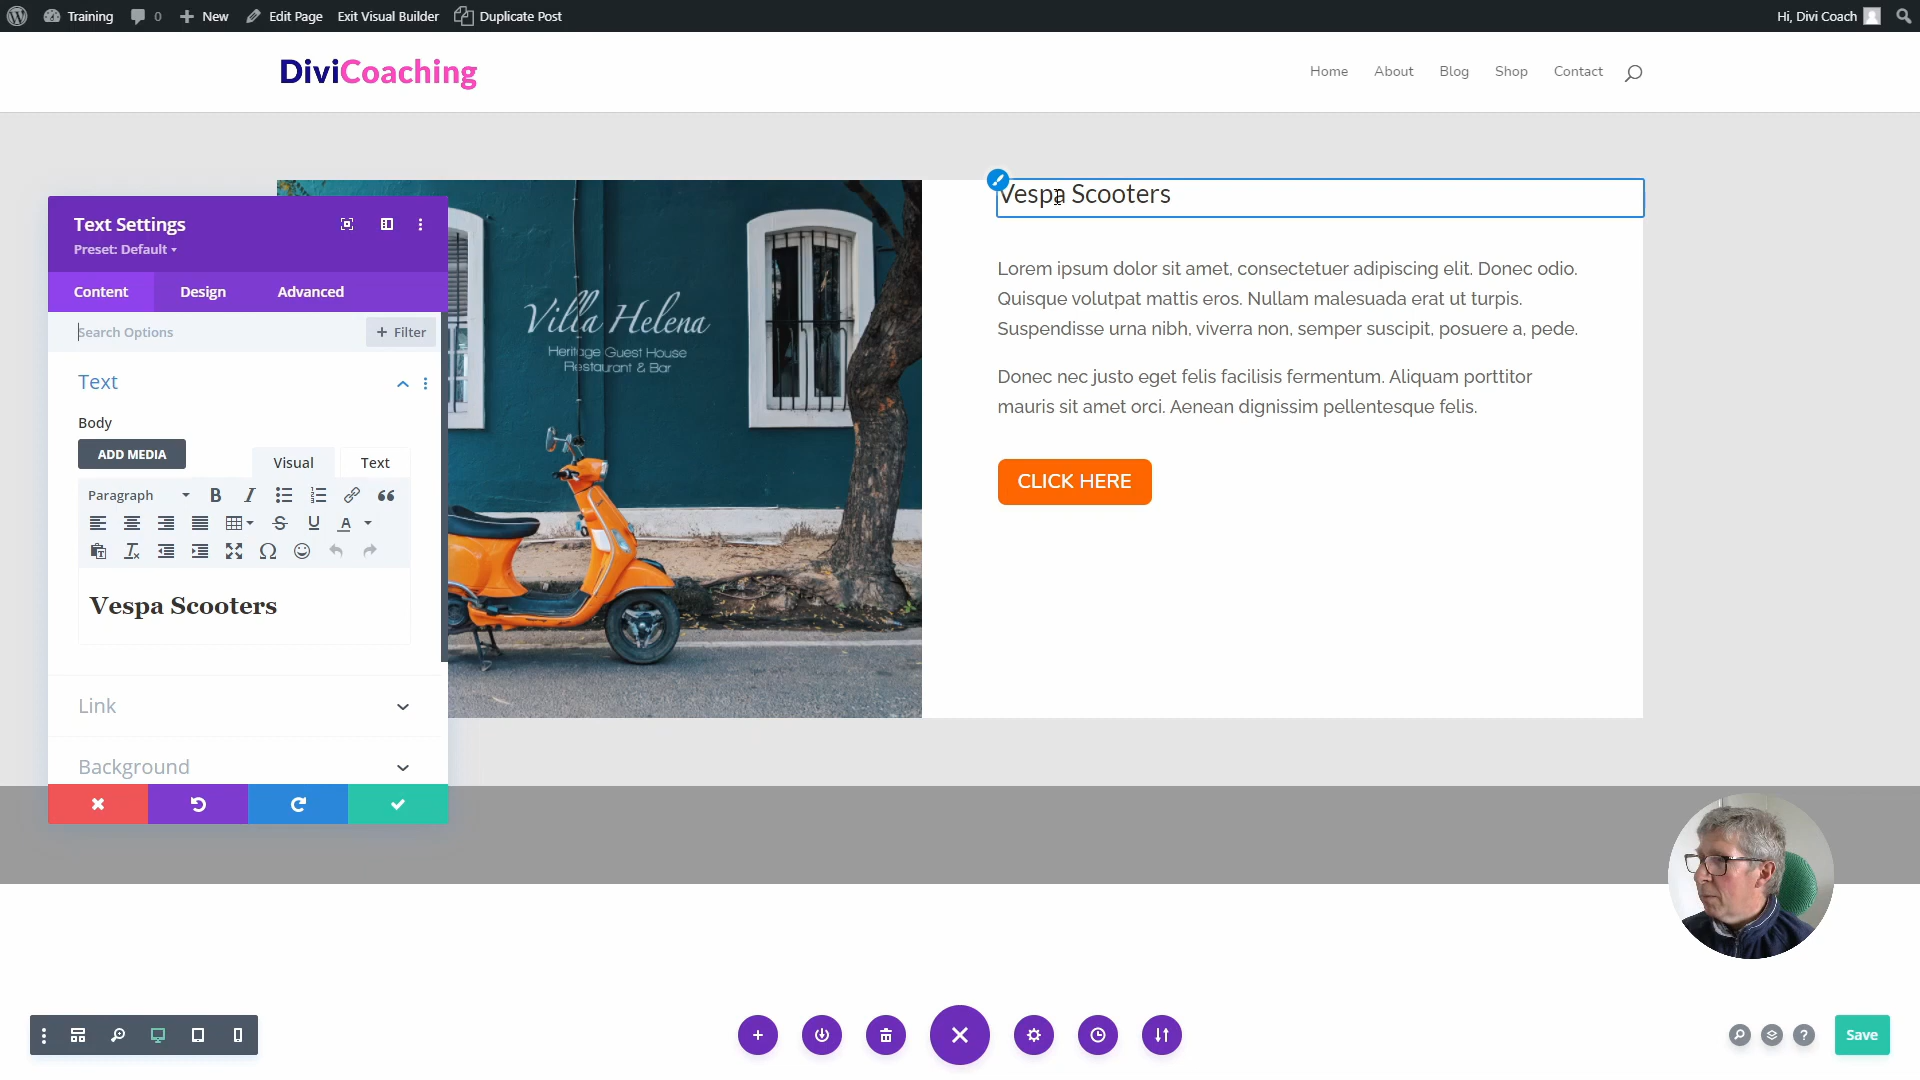 Training 0 New Edit Page Exit Visual Builder Duplicate Post Hi, Divi Coach
DiviCoaching
Home About Blog Shop Contact
Text Settings
Preset: Default
Content Design Advanced
Search Options
+ Filter
Text
Body
ADD MEDIA
Visual Text
Paragraph
Vespa Scooters
Link
Background
Villa Helena
Heritage Guest House
Restaurant & Bar
Vespa Scooters
Lorem ipsum dolor sit amet, consectetuer adipiscing elit. Donec odio.
Quisque volutpat mattis eros. Nullam malesuada erat ut turpis.
Suspendisse urna nibh, viverra non, semper suscipit, posuere a, pede.
Donec nec justo eget felis facilisis fermentum. Aliquam porttitor
mauris sit amet orci. Aenean dignissim pellentesque felis.
CLICK HERE
Save